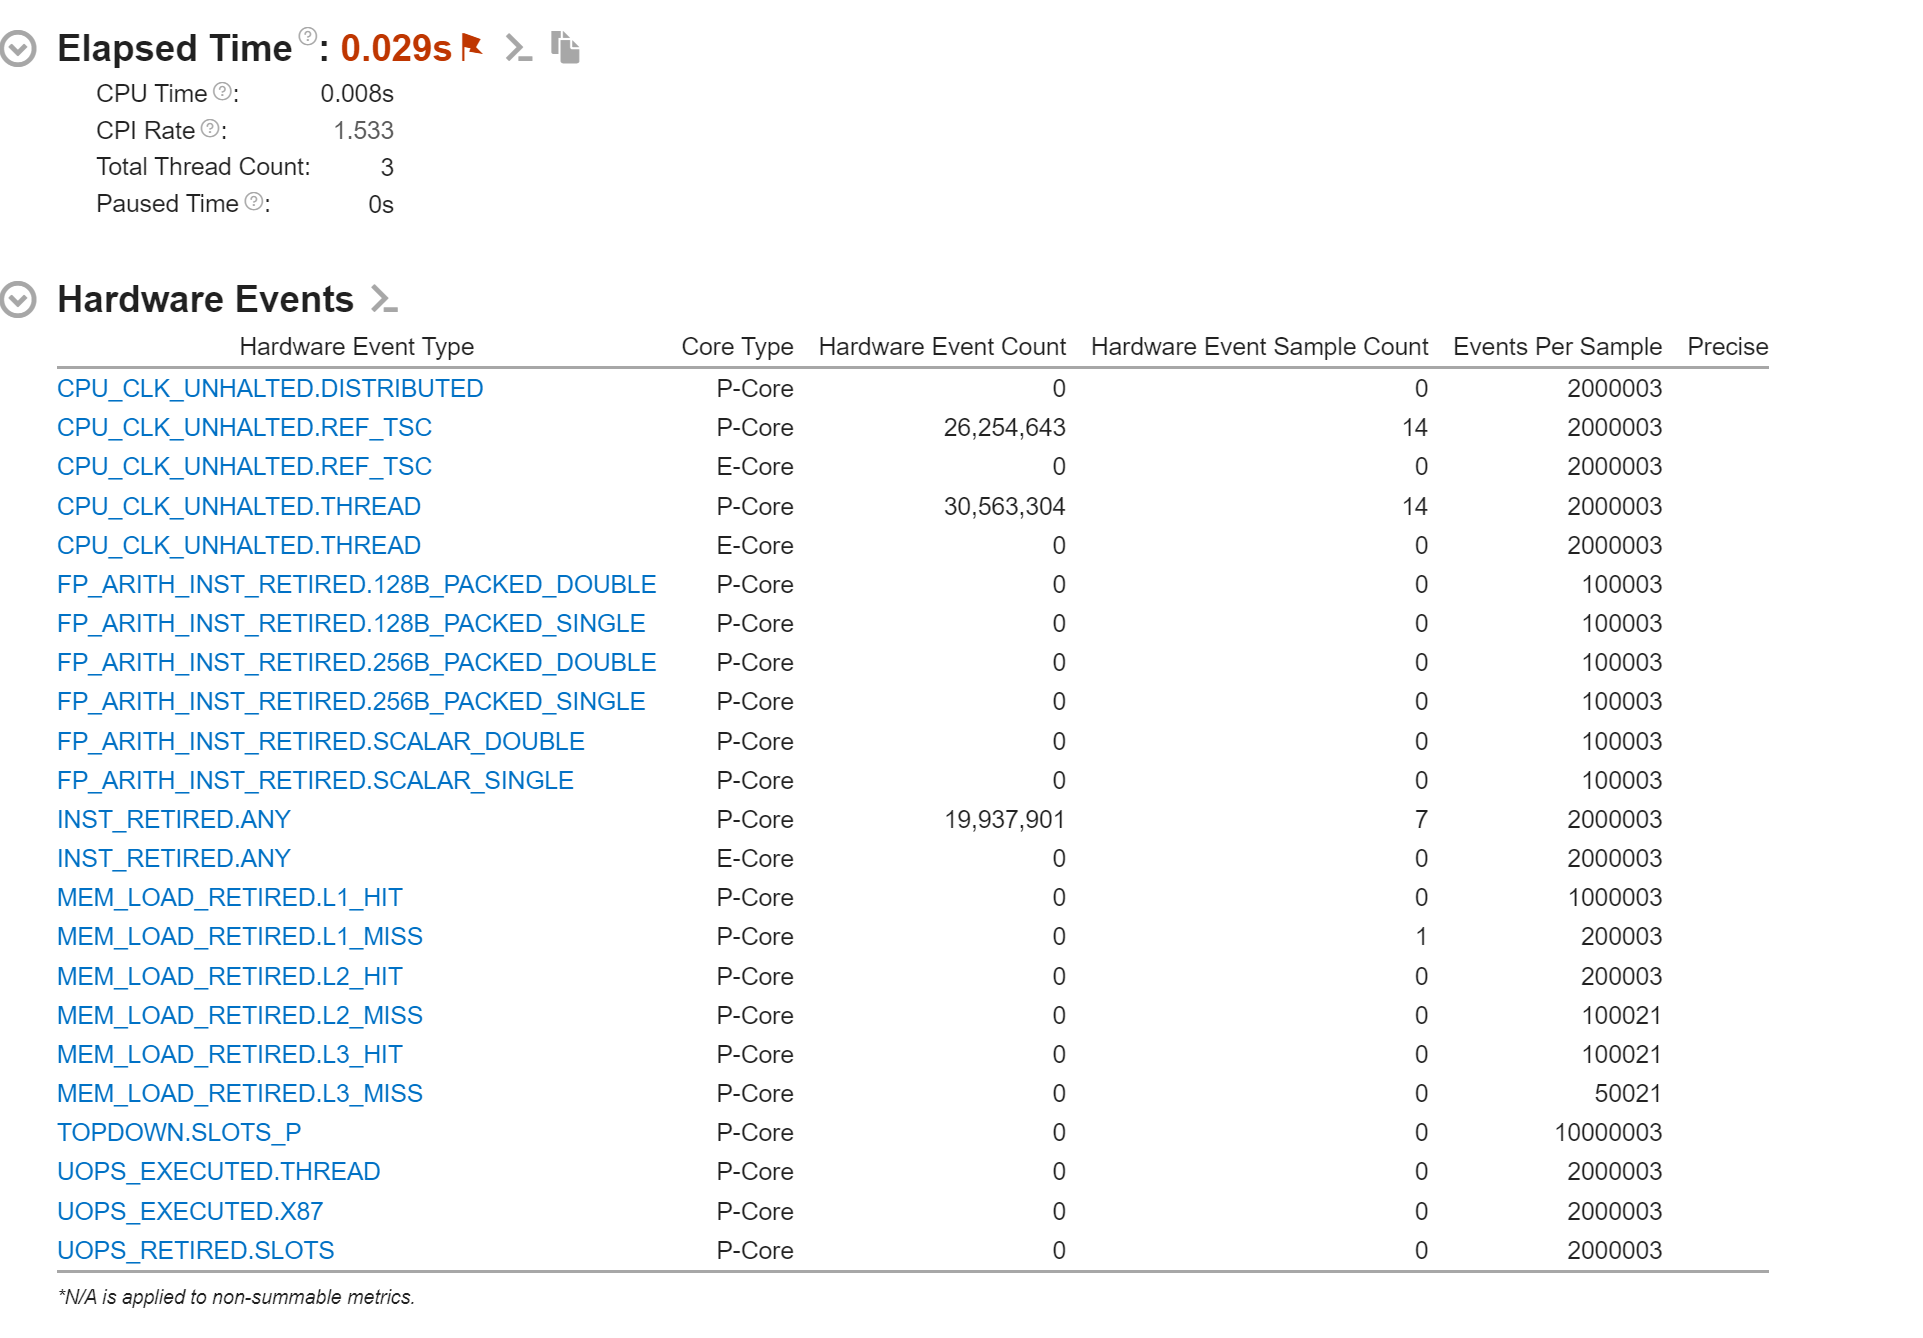 Elapsed Time ?: 0.029s
CPU Time ?: 0.008s
CPI Rate ?: 1.533
Total Thread Count: 3
Paused Time ?: 0s
Hardware Events
Hardware Event Type Core Type Hardware Event Count Hardware Event Sample Count Events Per Sample Precise
CPU_CLK_UNHALTED.DISTRIBUTED P-Core 0 0 2000003
CPU_CLK_UNHALTED.REF_TSC P-Core 26,254,643 14 2000003
CPU_CLK_UNHALTED.REF_TSC E-Core 0 0 2000003
CPU_CLK_UNHALTED.THREAD P-Core 30,563,304 14 2000003
CPU_CLK_UNHALTED.THREAD E-Core 0 0 2000003
FP_ARITH_INST_RETIRED.128B_PACKED_DOUBLE P-Core 0 0 100003
FP_ARITH_INST_RETIRED.128B_PACKED_SINGLE P-Core 0 0 100003
FP_ARITH_INST_RETIRED.256B_PACKED_DOUBLE P-Core 0 0 100003
FP_ARITH_INST_RETIRED.256B_PACKED_SINGLE P-Core 0 0 100003
FP_ARITH_INST_RETIRED.SCALAR_DOUBLE P-Core 0 0 100003
FP_ARITH_INST_RETIRED.SCALAR_SINGLE P-Core 0 0 100003
INST_RETIRED.ANY P-Core 19,937,901 7 2000003
INST_RETIRED.ANY E-Core 0 0 2000003
MEM_LOAD_RETIRED.L1_HIT P-Core 0 0 1000003
MEM_LOAD_RETIRED.L1_MISS P-Core 0 1 200003
MEM_LOAD_RETIRED.L2_HIT P-Core 0 0 200003
MEM_LOAD_RETIRED.L2_MISS P-Core 0 0 100021
MEM_LOAD_RETIRED.L3_HIT P-Core 0 0 100021
MEM_LOAD_RETIRED.L3_MISS P-Core 0 0 50021
TOPDOWN.SLOTS_P P-Core 0 0 10000003
UOPS_EXECUTED.THREAD P-Core 0 0 2000003
UOPS_EXECUTED.X87 P-Core 0 0 2000003
UOPS_RETIRED.SLOTS P-Core 0 0 2000003
*N/A is applied to non-summable metrics.